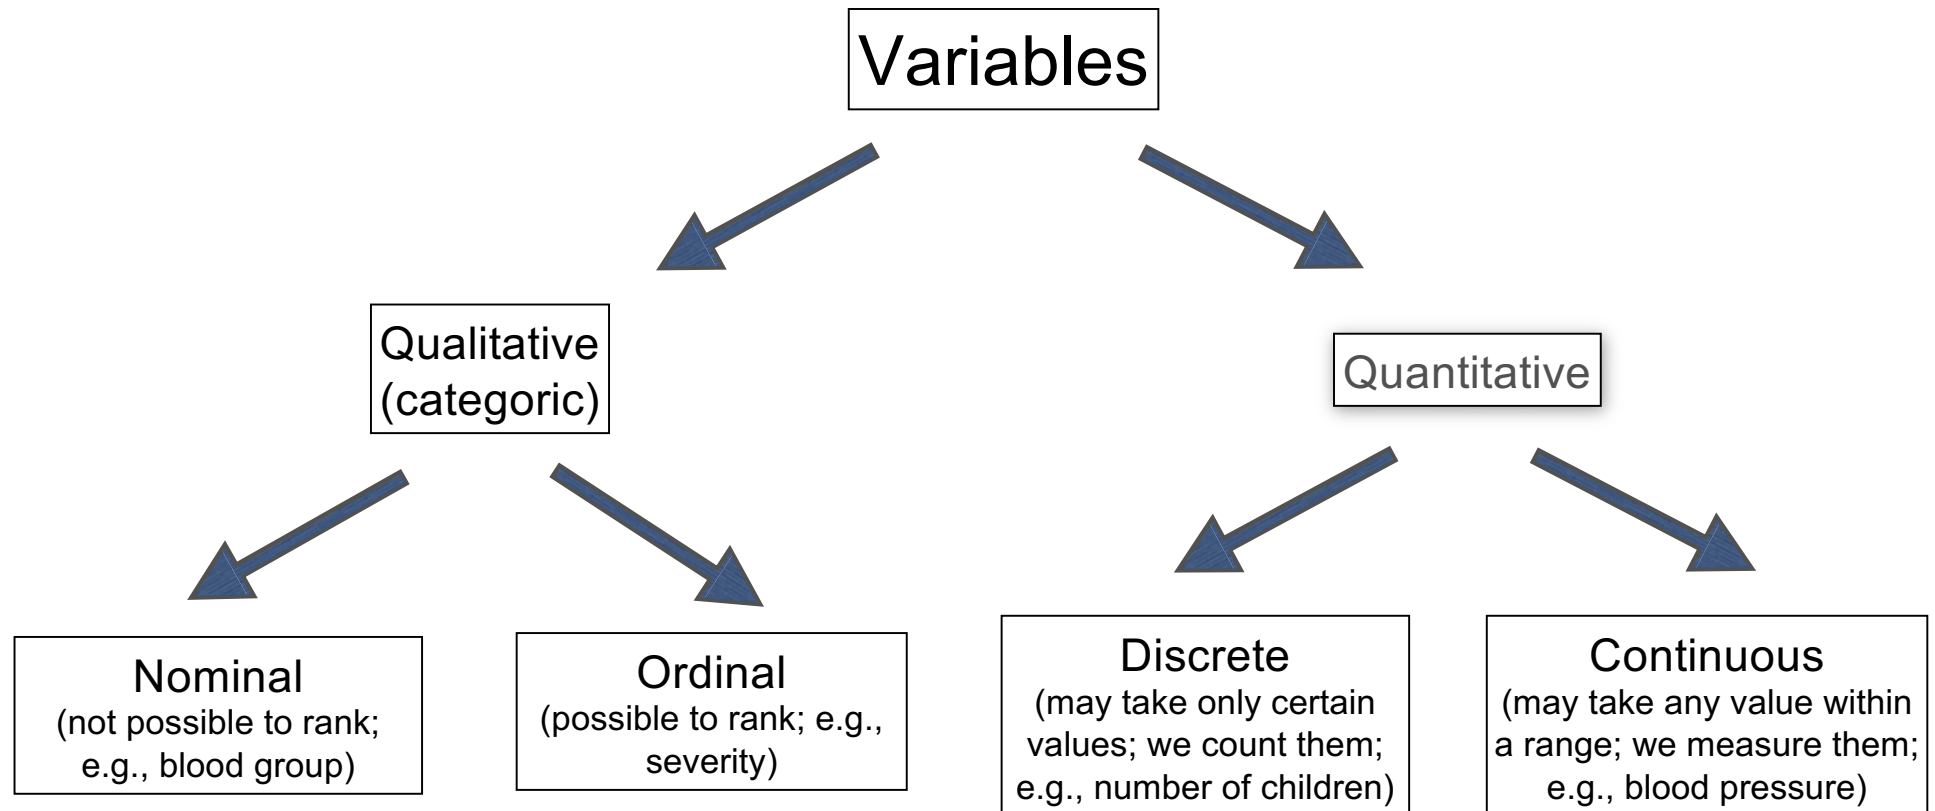 Variables
Qualitative
(categoric)
Quantitative
Nominal
(not possible to rank;
e.g., blood group)
Ordinal
(possible to rank; e.g.,
severity)
Discrete
(may take only certain
values; we count them;
e.g., number of children)
Continuous
(may take any value within
a range; we measure them;
e.g., blood pressure)